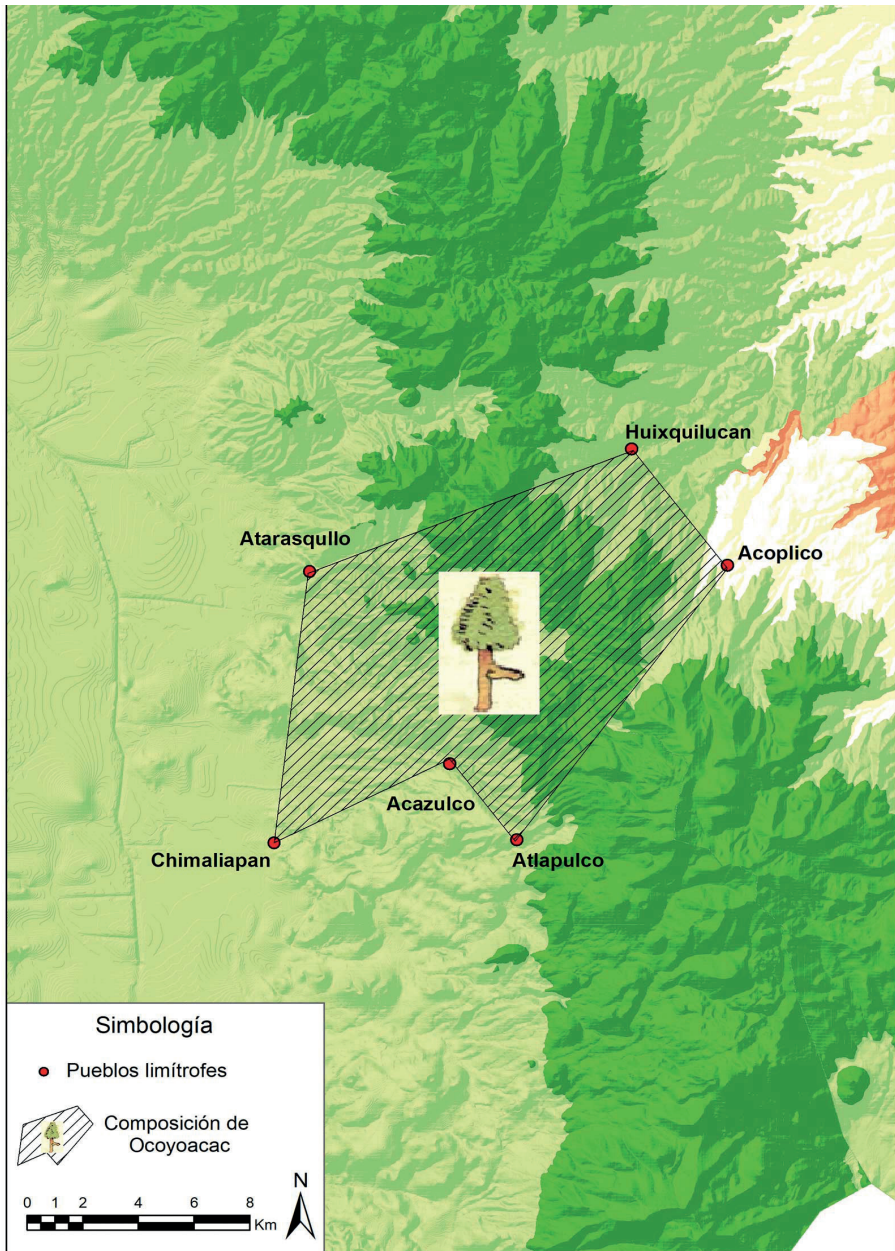 Huixquilucan
Atarasqullo
Acoplico
Acazulco
Chimaliapan
Atlapulco
Simbología
Pueblos limítrofes
Composición de
Ocoyoacac
N
0 1 2 4 6 8
Km